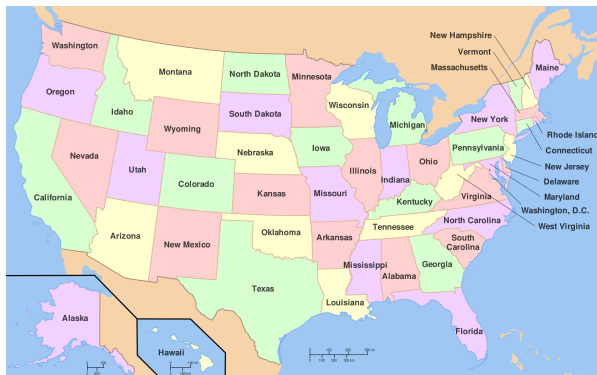 New Hampshire
Vermont
Massachusetts
Washington
Montana
North Dakota
Minnesota
Maine
Oregon
Idaho
Wyoming
South Dakota
Wisconsin
Michigan
New York
Rhode Island
Connecticut
New Jersey
Delaware
Maryland
Washington, D.C.
West Virginia
Nevada
Utah
Colorado
Nebraska
Iowa
Illinois
Indiana
Ohio
Pennsylvania
California
Kansas
Missouri
Kentucky
Virginia
Arizona
New Mexico
Oklahoma
Arkansas
Tennessee
North Carolina
South
Carolina
Texas
Louisiana
Mississippi
Alabama
Georgia
Florida
Alaska
Hawaii